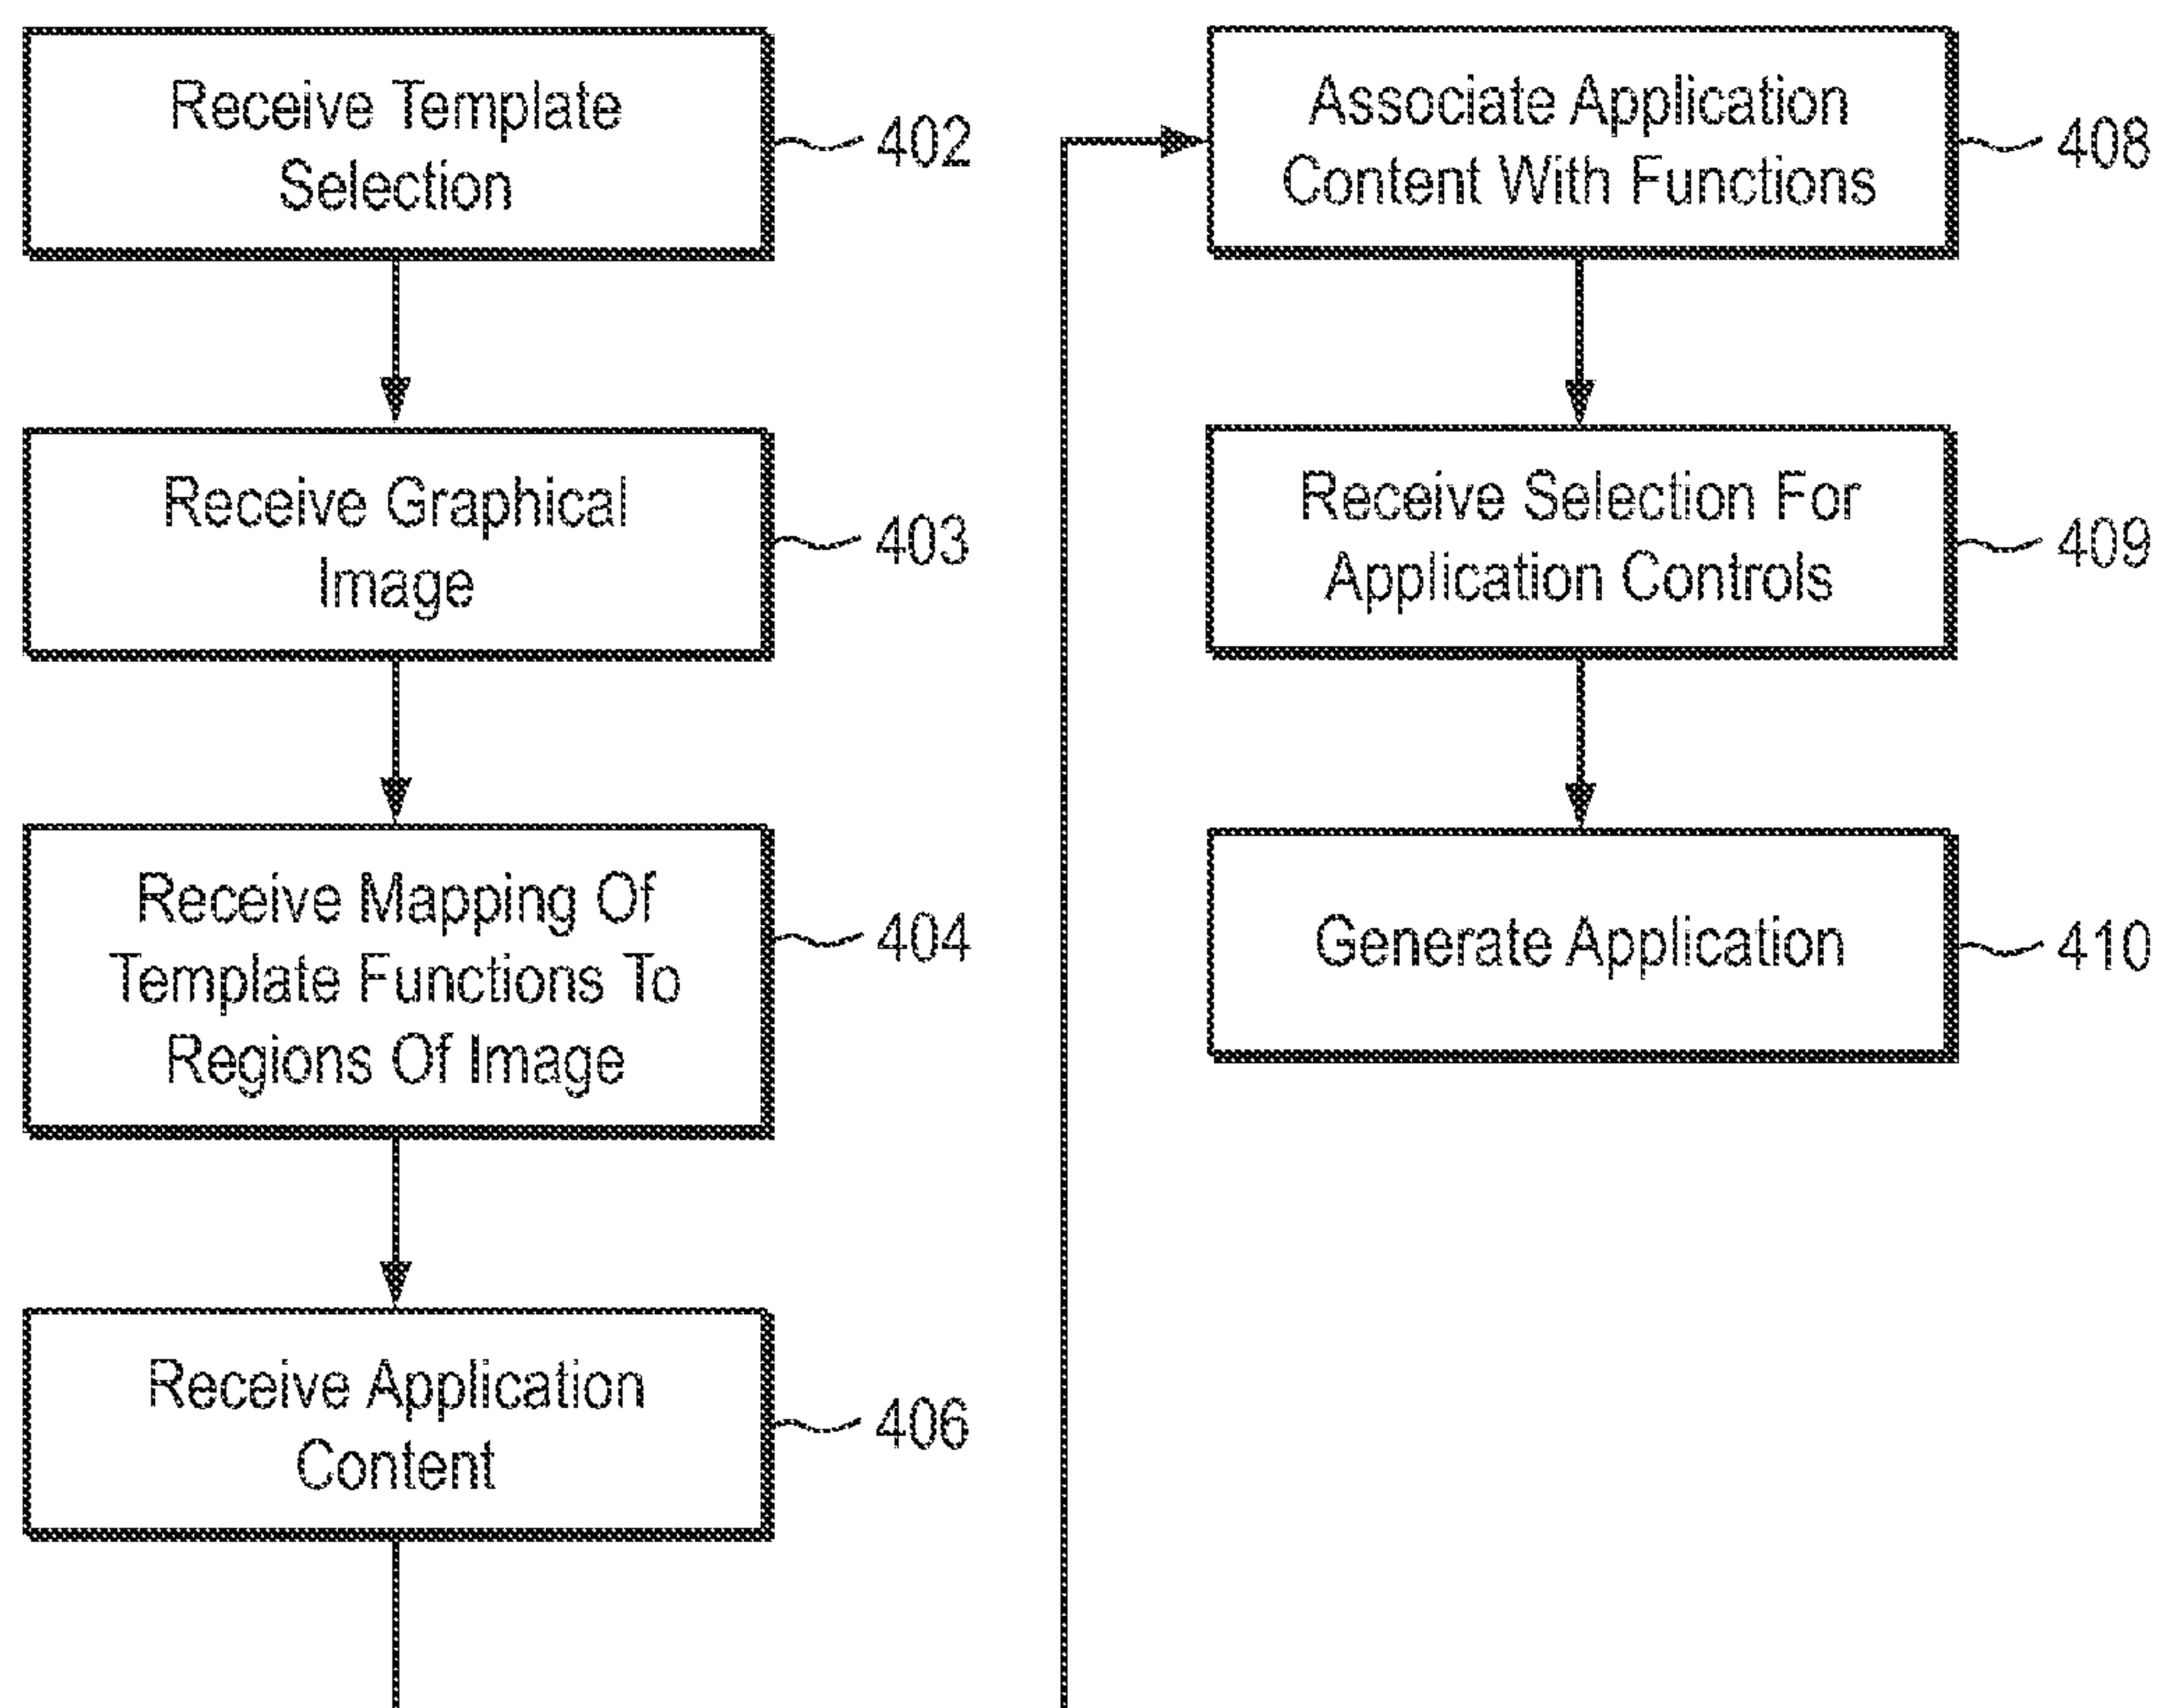 Receive Template
Selection
402
Receive Graphical
Image
403
Receive Mapping Of
Template Functions To
Regions Of Image
404
Receive Application
Content
406
Associate Application
Content With Functions
408
Receive Selection For
Application Controls
409
Generate Application
410